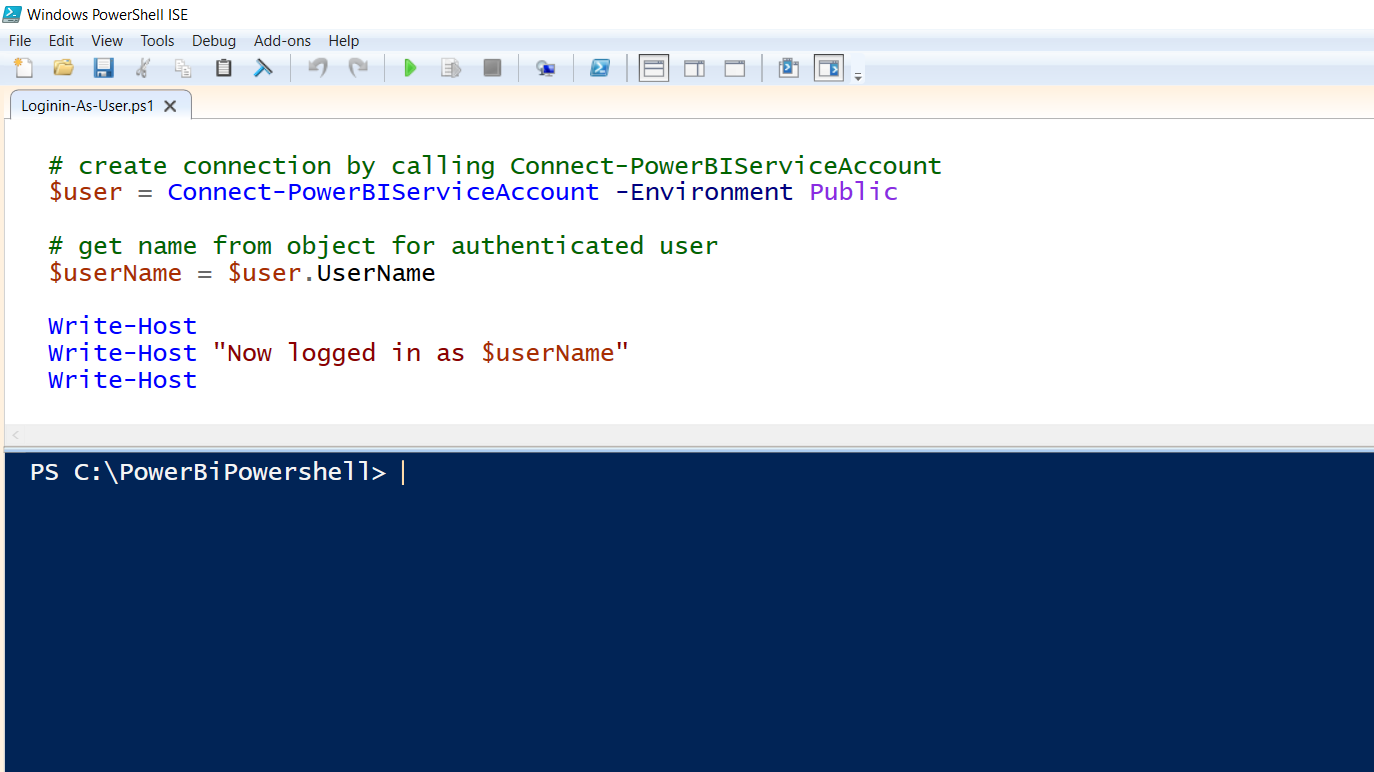 Windows PowerShell ISE
File Edit View Tools Debug Add-ons Help
Loginin-As-User.ps1
# create connection by calling Connect-PowerBIServiceAccount
$user = Connect-PowerBIServiceAccount -Environment Public
# get name from object for authenticated user
$userName = $user.UserName
Write-Host
Write-Host "Now logged in as $userName"
Write-Host
PS C:\PowerBiPowershell>